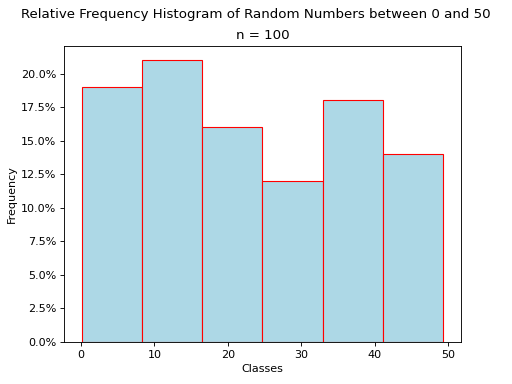 Relative Frequency Histogram of Random Numbers between 0 and 50
n = 100
20.0%
17.5%
15.0%
12.5%
10.0%
7.5%
5.0%
2.5%
0.0%
Frequency
0 10 20 30 40 50
Classes